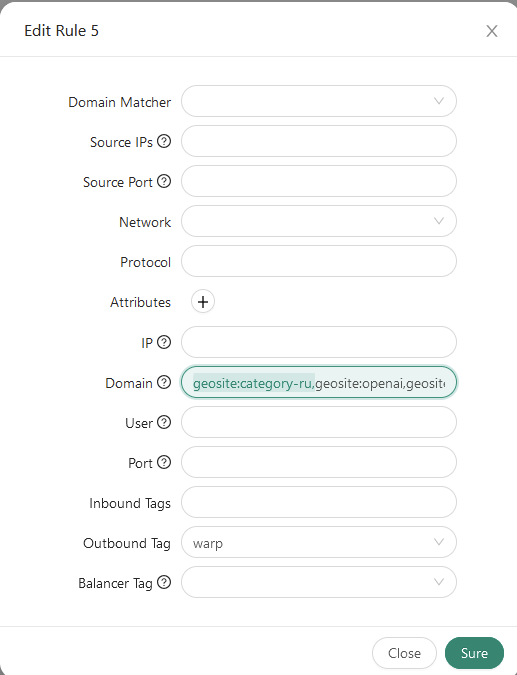 Edit Rule 5
Domain Matcher
Source IPs
Source Port
Network
Protocol
Attributes
IP
Domain geosite:category-ru,geosite:openai,geosite
User
Port
Inbound Tags
Outbound Tag warp
Balancer Tag
Close Sure